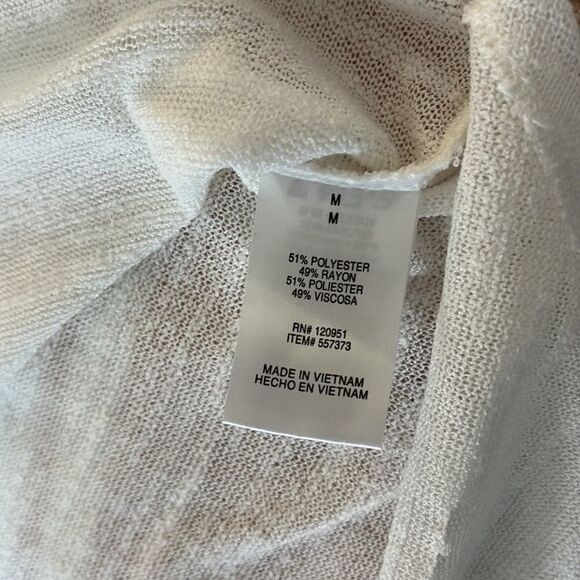 M
M
51% POLYESTER
49% RAYON
51% POLIESTER
49% VISCOSA
RN# 120951
ITEM# 557373
MADE IN VIETNAM
HECHO EN VIETNAM